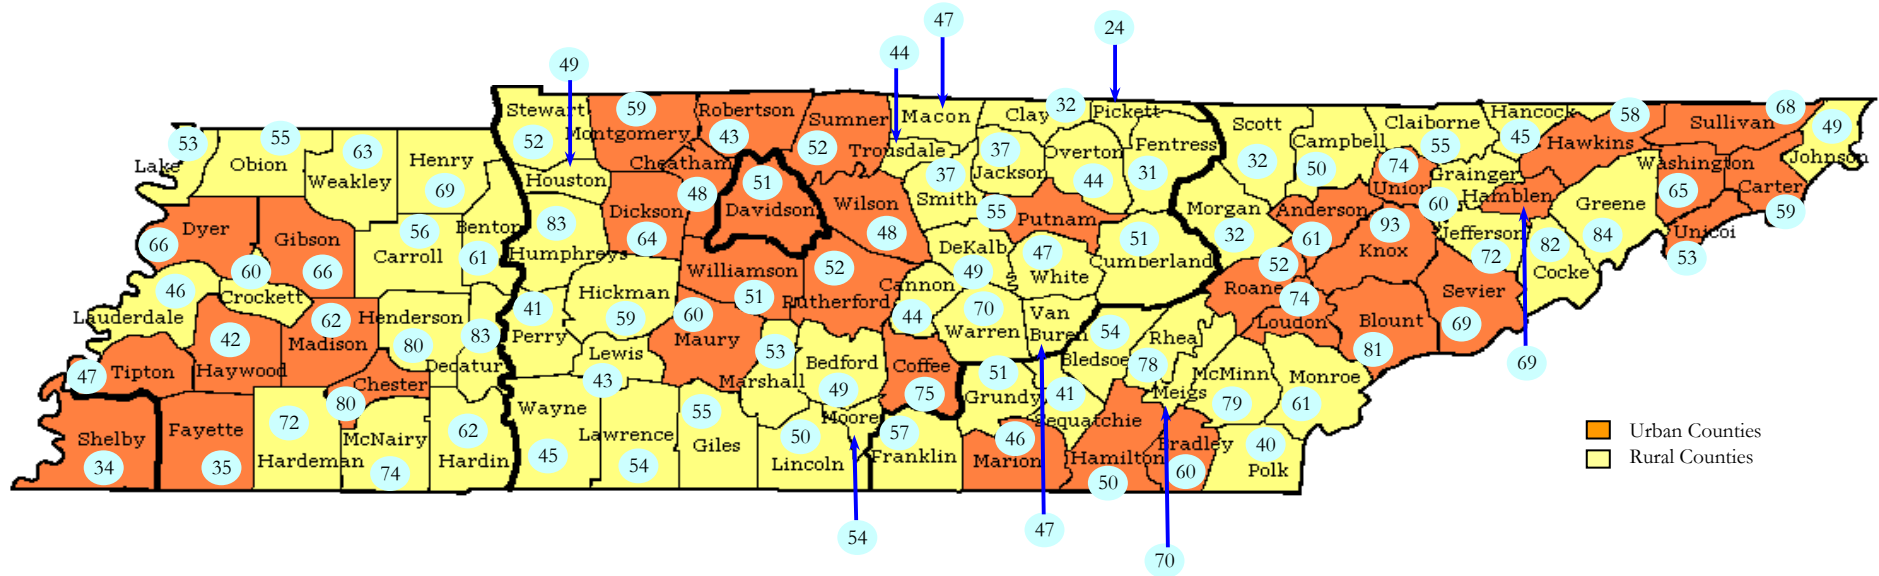 47
24
44
49
Stewart
59
Robertson
Sumner
Macon
Clay
32
Pickett
Scott
Campbell
Claiborne
Hancock
58
68
Sullivan
49
53
Lake
55
Obion
63
Weakley
Henry
69
52
Montgomery
43
Cheatham
52
Trousdale
37
Jackson
Overton
44
Fentress
31
32
50
55
45
Hawkins
Washington
65
Johnson
74
Union
Grainger
60
Hamblen
Greene
84
Carter
59
Houston
48
51
Davidson
Wilson
48
37
Smith
55
Putnam
Morgan
32
Anderson
61
93
Knox
Jefferson
72
82
Cocke
Unicoi
53
Dyer
66
Gibson
66
60
Crockett
56
Carroll
Benton
61
83
Humphreys
Dickson
64
Williamson
51
52
Rutherford
DeKalb
49
47
White
51
Cumberland
52
Roane
74
Loudon
Blount
81
Sevier
69
46
Lauderdale
42
Haywood
62
Madison
Henderson
80
83
Decatur
41
Perry
Hickman
59
60
Maury
Cannon
44
70
Warren
Van
Buren
54
Bledsoe
Rhea
78
Meigs
McMinn
79
Monroe
61
69
47
Tipton
Chester
80
Lewis
43
53
Marshall
Bedford
49
Coffee
75
51
Grundy
41
Sequatchie
Shelby
34
Fayette
35
72
Hardeman
McNairy
74
62
Hardin
Wayne
45
Lawrence
54
55
Giles
50
Lincoln
Moore
57
Franklin
46
Marion
Hamilton
50
Bradley
60
40
Polk
Urban Counties
Rural Counties
54
47
70